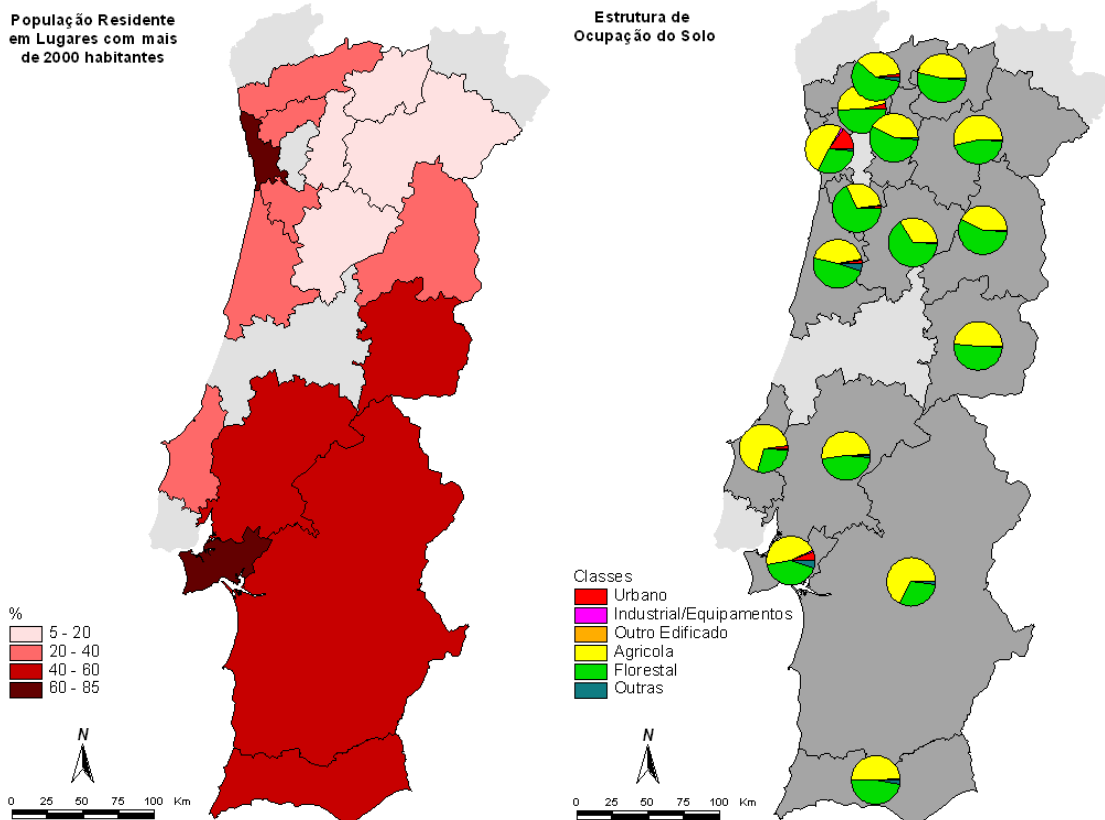 População Residente
em Lugares com mais
de 2000 habitantes
%
5 - 20
20 - 40
40 - 60
60 - 85
N
0 25 50 75 100 Km
Estrutura de
Ocupação do Solo
Classes
Urbano
Industrial/Equipamentos
Outro Edificado
Agricola
Florestal
Outras
N
0 25 50 75 100 Km